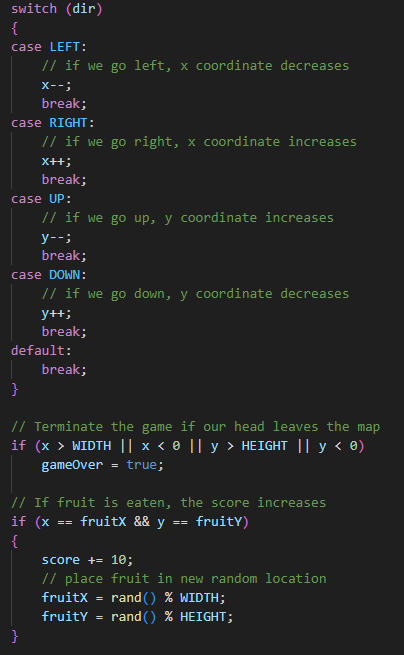 switch (dir)
{
case LEFT:
    // if we go left, x coordinate decreases
    x--;
    break;
case RIGHT:
    // if we go right, x coordinate increases
    x++;
    break;
case UP:
    // if we go up, y coordinate increases
    y--;
    break;
case DOWN:
    // if we go down, y coordinate decreases
    y++;
    break;
default:
    break;
}

// Terminate the game if our head leaves the map
if (x > WIDTH || x < 0 || y > HEIGHT || y < 0)
    gameOver = true;

// If fruit is eaten, the score increases
if (x == fruitX && y == fruitY)
{
    score += 10;
    // place fruit in new random location
    fruitX = rand() % WIDTH;
    fruitY = rand() % HEIGHT;
}